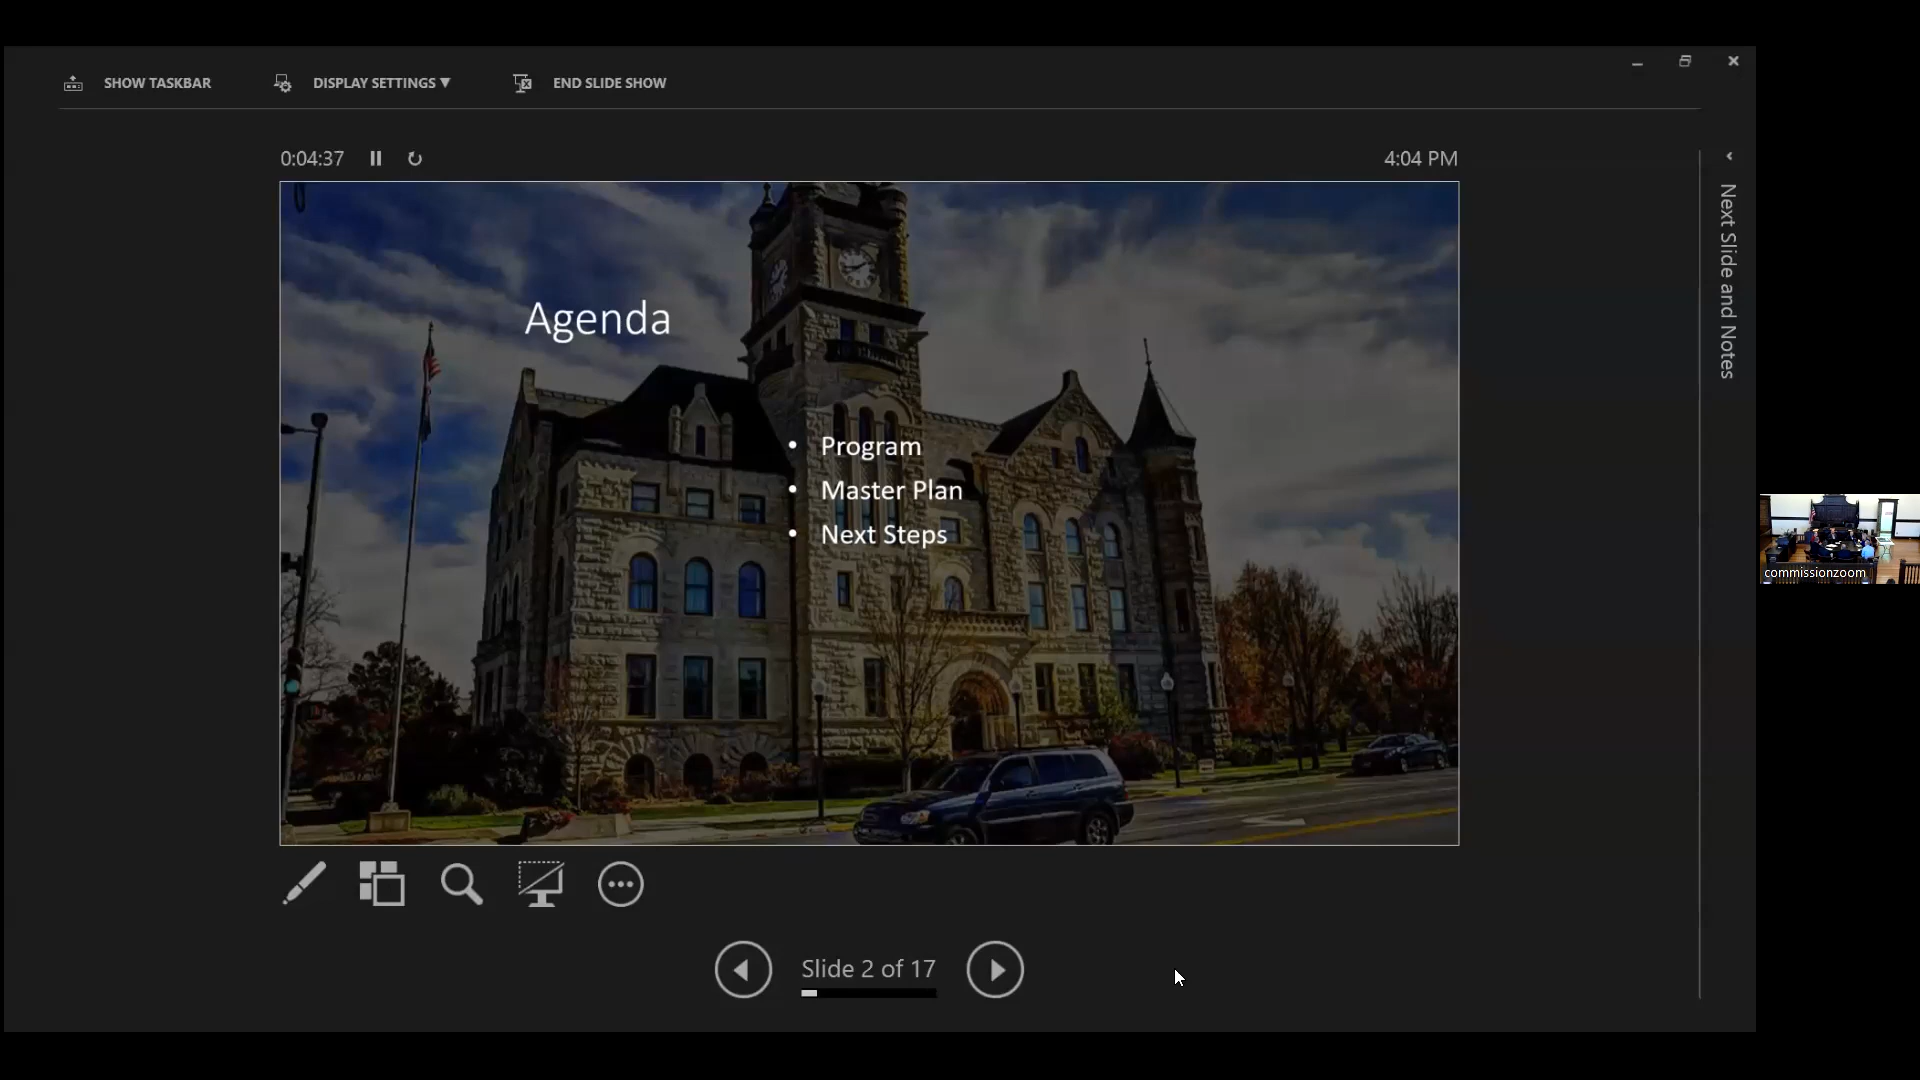 SHOW TASKBAR
DISPLAY SETTINGS ▼
END SLIDE SHOW
0:04:37
4:04 PM
Next Slide and Notes
Agenda
• Program
• Master Plan
• Next Steps
commissionzoom
Slide 2 of 17